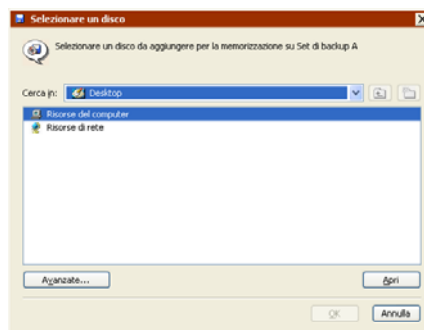 Selezionare un disco
Selezionare un disco da aggiungere per la memorizzazione su Set di backup A
Cerca in: Desktop
Risorse del computer
Risorse di rete
Avanzate... Apri
OK Annulla